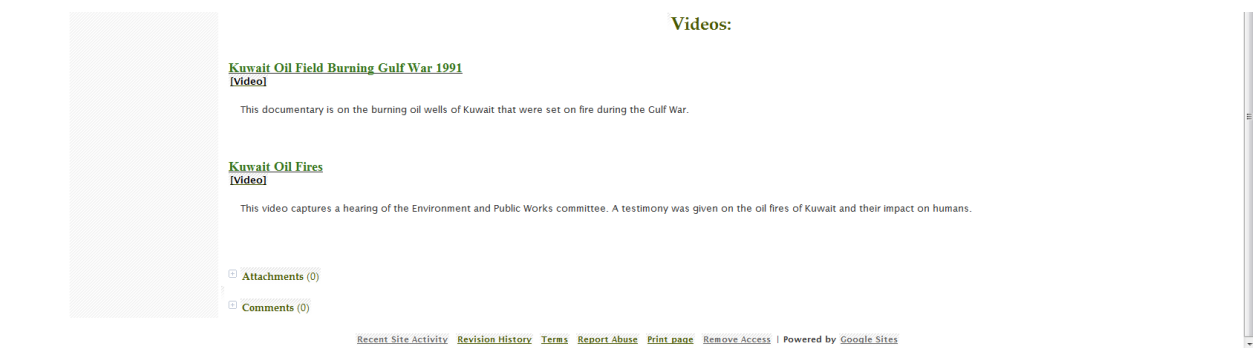 Videos:
Kuwait Oil Field Burning Gulf War 1991
[Video]
This documentary is on the burning oil wells of Kuwait that were set on fire during the Gulf War.
Kuwait Oil Fires
[Video]
This video captures a hearing of the Environment and Public Works committee. A testimony was given on the oil fires of Kuwait and their impact on humans.
Attachments (0)
Comments (0)
Recent Site Activity Revision History Terms Report Abuse Print page Remove Access | Powered by Google Sites